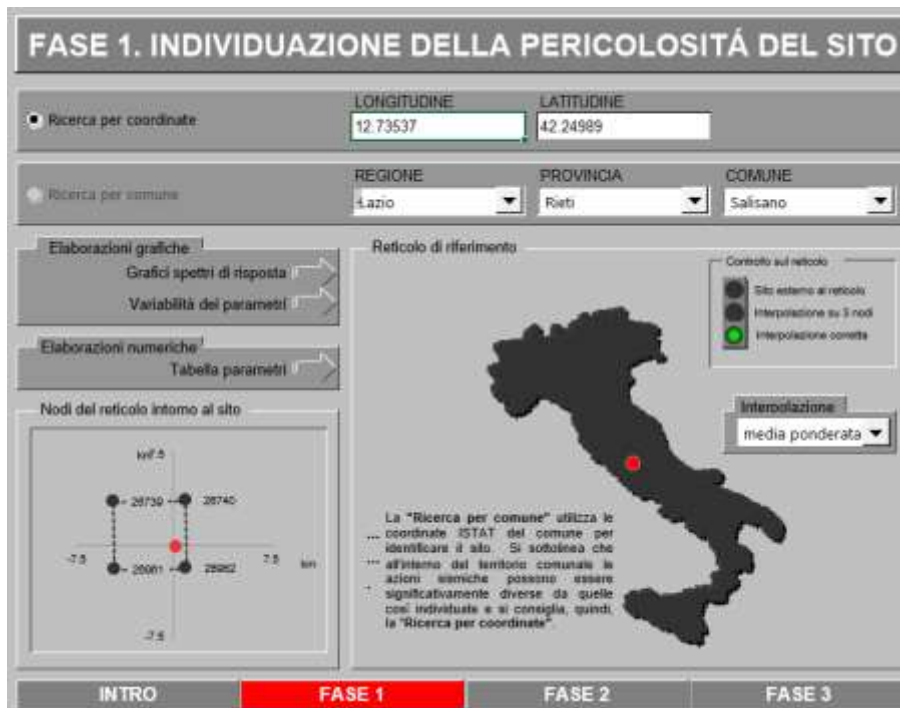 FASE 1. INDIVIDUAZIONE DELLA PERICOLOSITÁ DEL SITO
Ricerca per coordinate
LONGITUDINE
LATITUDINE
12.73537
42.24989
Ricerca per comune
REGIONE
PROVINCIA
COMUNE
Lazio
Rieti
Salisano
Elaborazioni grafiche
Grafici spettri di risposta
Variabilità dei parametri
Elaborazioni numeriche
Tabella parametri
Nodi del reticolo intorno al sito
km7.5
26739
26740
-7.5
7.5
km
-7.5
Reticolo di riferimento
Controllo sul reticolo
Sito esterno al reticolo
Interpolazione su 3 nodi
Interpolazione corretta
Interpolazione
media ponderata
La "Ricerca per comune" utilizza le
coordinate ISTAT del comune per
identificare il sito. Si sottolinea che
all'interno del territorio comunale le
azioni sismiche possono essere
significativamente diverse da quelle
così individuate e si consiglia, quindi,
la "Ricerca per coordinate".
INTRO
FASE 1
FASE 2
FASE 3